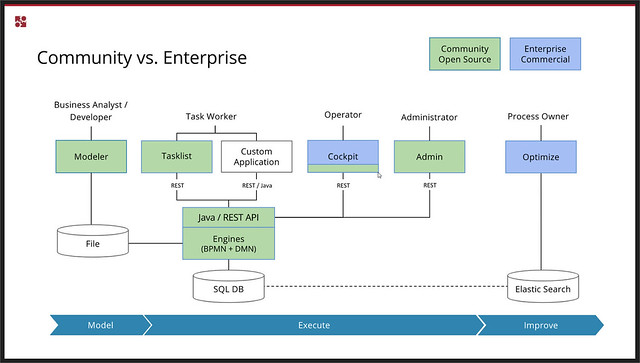 Community vs. Enterprise
Community
Open Source
Enterprise
Commercial
Business Analyst /
Developer
Task Worker
Operator
Administrator
Process Owner
Modeler
Tasklist
Custom
Application
Cockpit
Admin
Optimize
REST
REST / Java
REST
REST
Java / REST API
Engines
(BPMN + DMN)
File
SQL DB
Elastic Search
Model
Execute
Improve